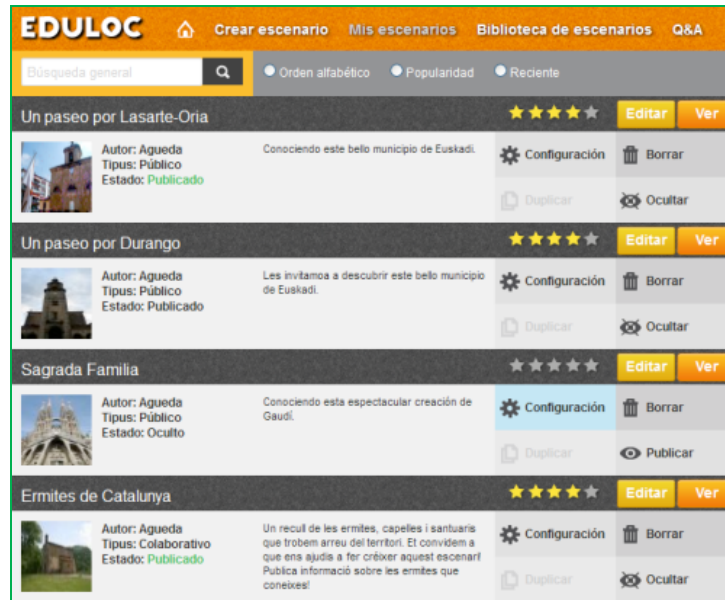 EDULOC Crear escenario Mis escenarios Biblioteca de escenarios Q&A
Búsqueda general Orden alfabético Popularidad Reciente
Un paseo por Lasarte-Oria Editar Ver
Autor: Agueda
Tipus: Público
Estado: Publicado
Conociendo este bello municipio de Euskadi.
Configuración Borrar
Duplicar Ocultar
Un paseo por Durango Editar Ver
Autor: Agueda
Tipus: Público
Estado: Publicado
Les invitamoa a descubrir este bello municipio
de Euskadi.
Configuración Borrar
Duplicar Ocultar
Sagrada Familia Editar Ver
Autor: Agueda
Tipus: Público
Estado: Oculto
Conociendo esta espectacular creación de
Gaudí.
Configuración Borrar
Duplicar Publicar
Ermites de Catalunya Editar Ver
Autor: Agueda
Tipus: Colaborativo
Estado: Publicado
Un recull de les ermites, capelles i santuaris
que trobem arreu del territori. Et convidem a
que ens ajudis a fer créixer aquest escenari!
Publica informació sobre les ermites que
coneixes!
Configuración Borrar
Duplicar Ocultar